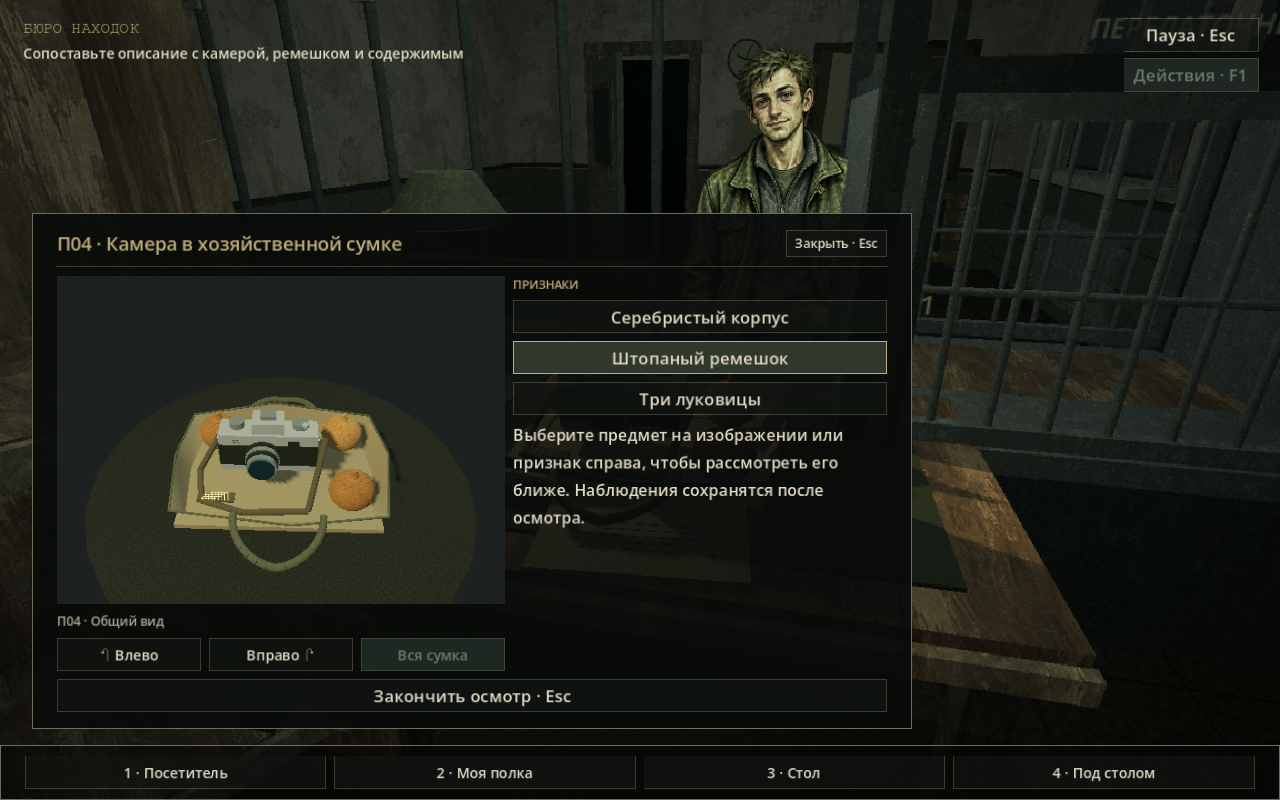 БЮРО НАХОДОК
Сопоставьте описание с камерой, ремешком и содержимым
Пауза · Esc
Действия · F1
П04 · Камера в хозяйственной сумке
Закрыть · Esc
ПРИЗНАКИ
Серебристый корпус
Штопаный ремешок
Три луковицы
Выберите предмет на изображении или
признак справа, чтобы рассмотреть его
ближе. Наблюдения сохранятся после
осмотра.
П04 · Общий вид
Влево
Вправо
Вся сумка
Закончить осмотр · Esc
1 · Посетитель
2 · Моя полка
3 · Стол
4 · Под столом